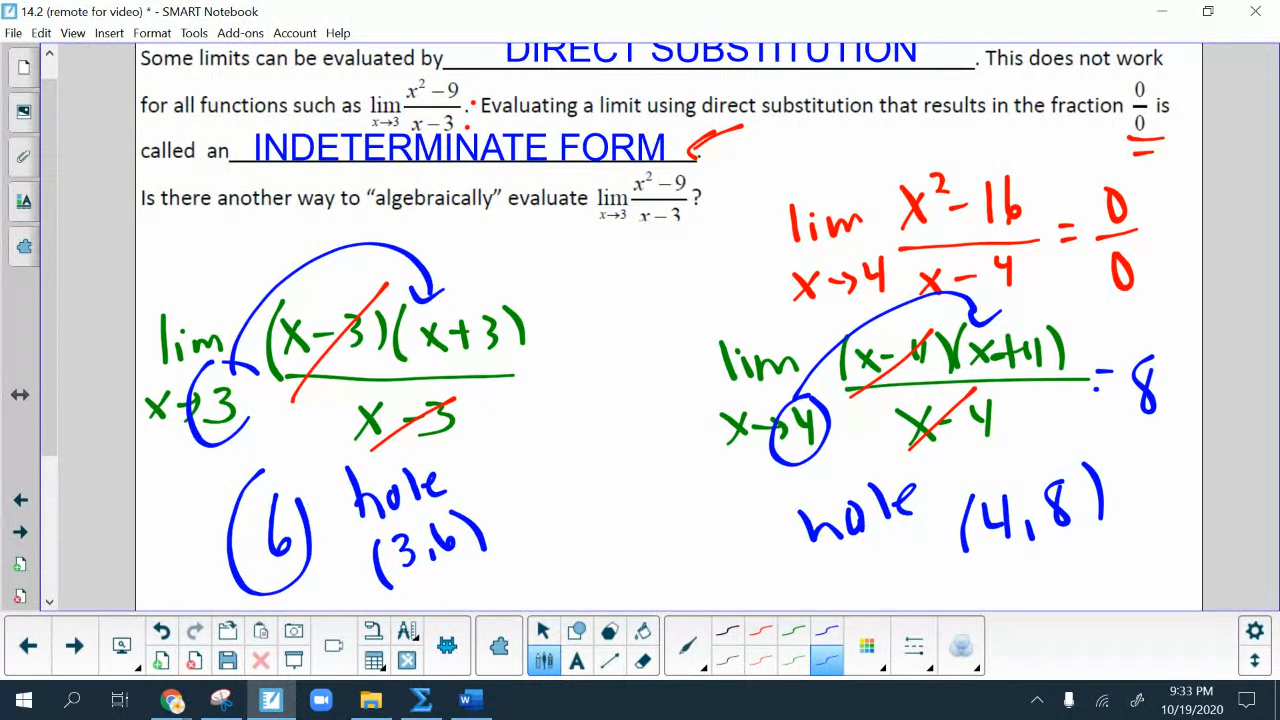 14.2 (remote for video) * - SMART Notebook
File Edit View Insert Format Tools Add-ons Account Help
Some limits can be evaluated by DIRECT SUBSTITUTION. This does not work
for all functions such as lim x→3 x² − 9 / x − 3. Evaluating a limit using direct substitution that results in the fraction 0/0 is
called an INDETERMINATE FORM.
Is there another way to “algebraically” evaluate lim x→3 x² − 9 / x − 3?
lim x→4 x² − 16 / x − 4 = 0/0
lim x→3 (x − 3)(x + 3) / x − 3
6 hole
(3,6)
lim x→4 (x − 4)(x + 4) / x − 4 = 8
hole (4,8)
9:33 PM
10/19/2020